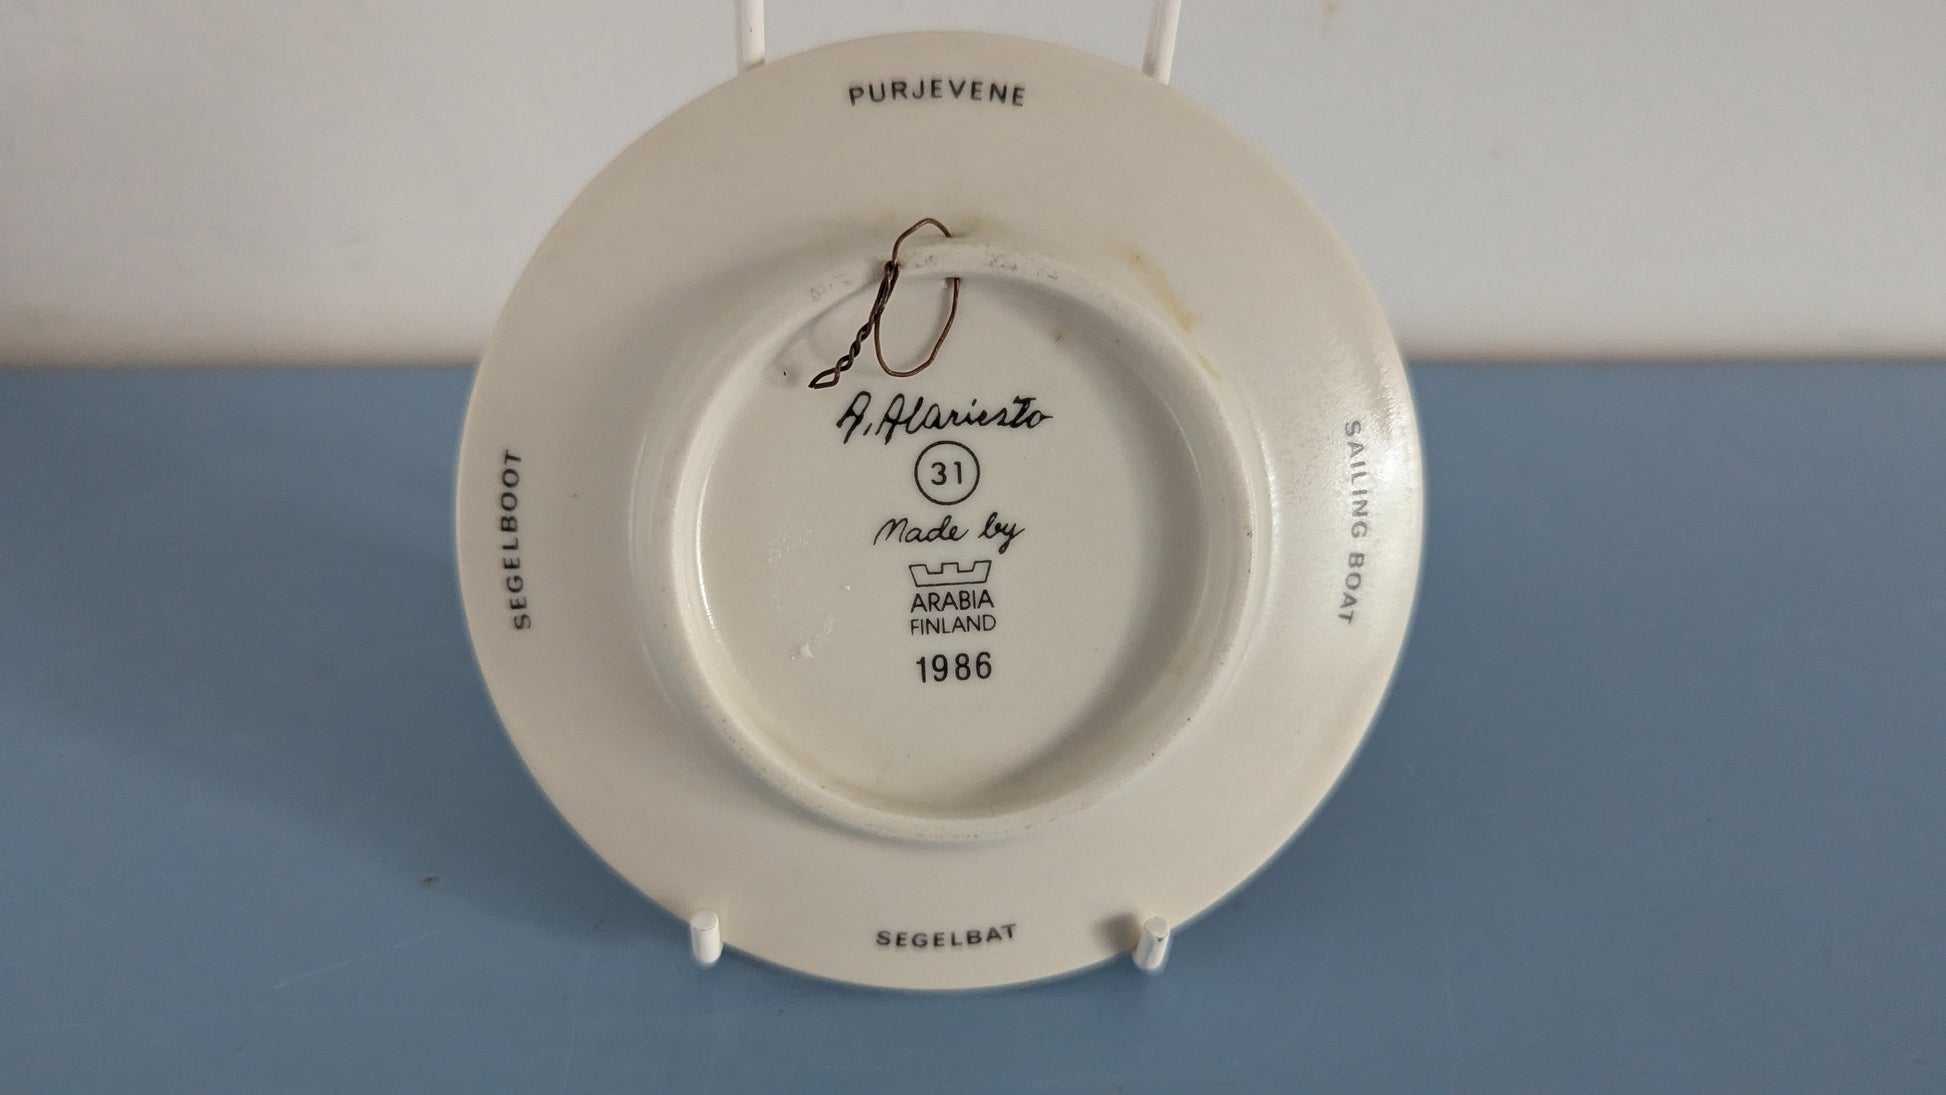 PURJEVENE
A. Alariesto
31
Made by
ARABIA
FINLAND
1986
SEGELBOOT
SAILING BOAT
SEGELBAT